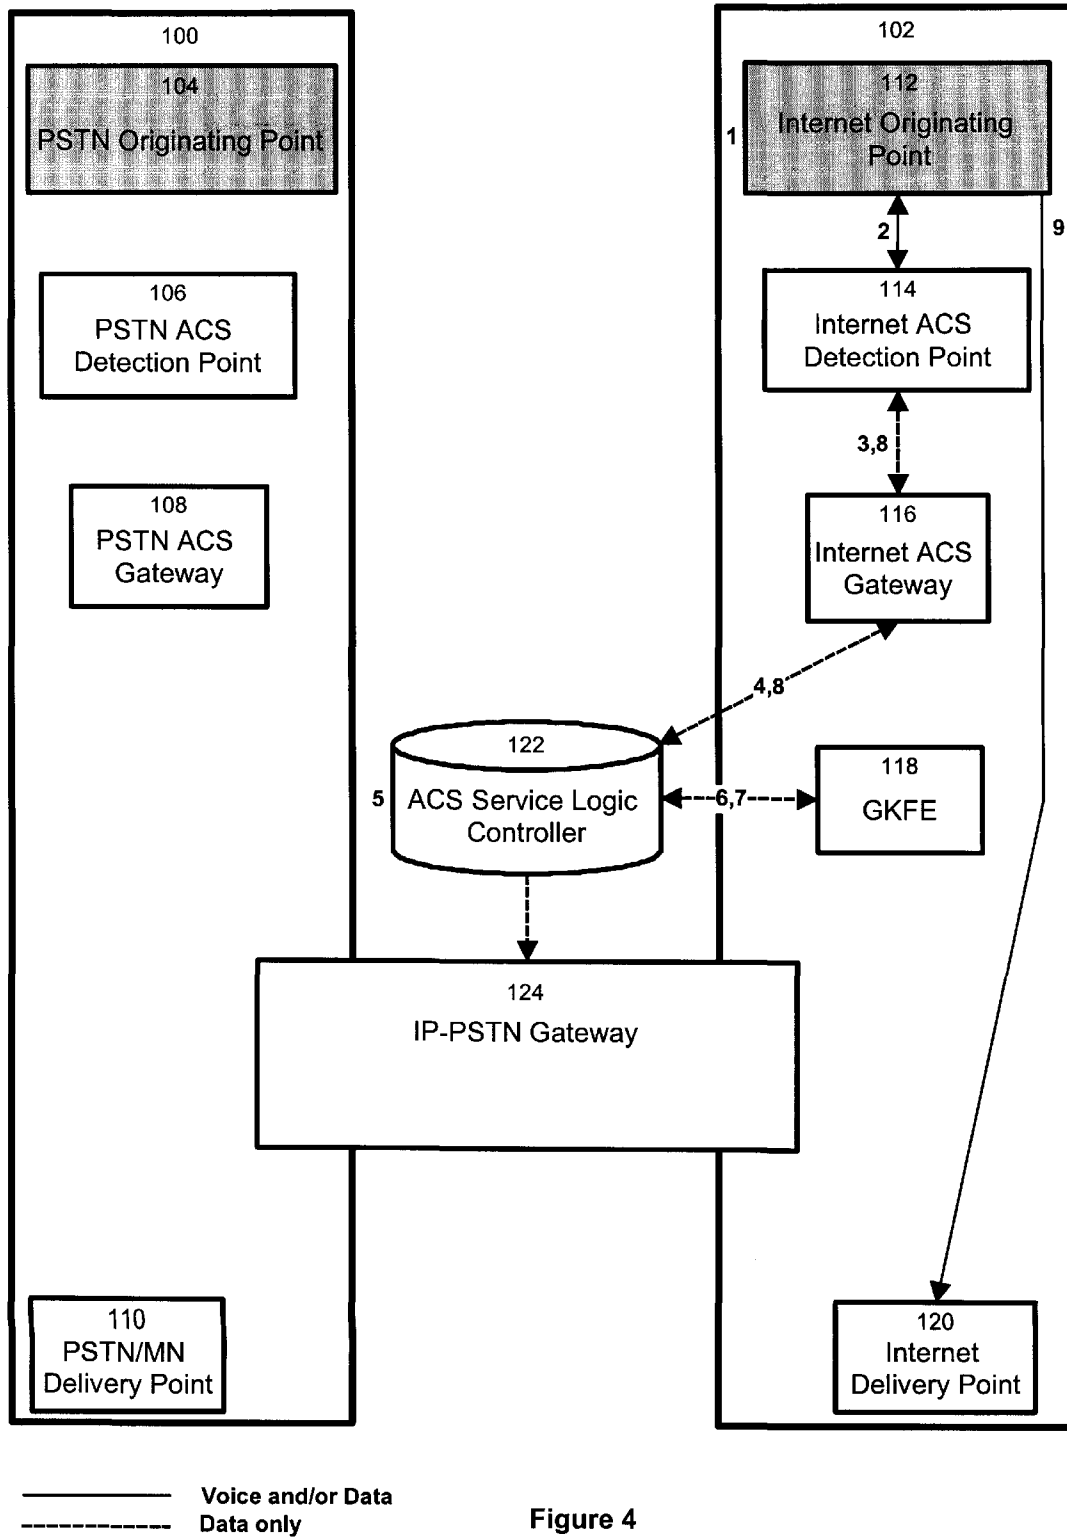 100
104
PSTN Originating Point
106
PSTN ACS
Detection Point
108
PSTN ACS
Gateway
110
PSTN/MN
Delivery Point
102
112
Internet Originating
Point
1
2
9
114
Internet ACS
Detection Point
3,8
116
Internet ACS
Gateway
4,8
118
GKFE
6,7
122
ACS Service Logic
Controller
5
124
IP-PSTN Gateway
120
Internet
Delivery Point
Voice and/or Data
Data only
Figure 4